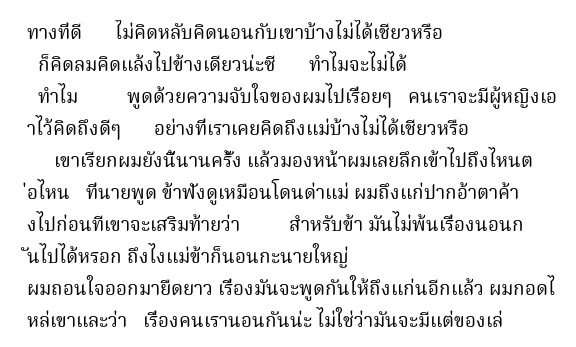 ทางทีดี ไม่คิดหลับคิดนอนกับเขาบ้างไม่ได้เชียวหรือ
ก็คิดลมคิดแล้งไปข้างเดียวน่ะซี ทำไมจะไม่ได้
ทำไม พูดด้วยความจับใจของผมไปเรื่อยๆ คนเราจะมีผู้หญิงเอ
าไว้คิดถึงดีๆ อย่างที่เราเคยคิดถึงแม่บ้างไม่ได้เชียวหรือ
เขาเรียกผมยังงี้นานครั้ง แล้วมองหน้าผมเลยลึกเข้าไปถึงไหนต
่อไหน ที่นายพูด ข้าฟังดูเหมือนโดนด่าแม่ ผมถึงแก่ปากอ้าตาค้า
งไปก่อนที่เขาจะเสริมท้ายว่า สำหรับข้า มันไม่พ้นเรื่องนอนก
ันไปได้หรอก ถึงไงแม่ข้าก็นอนกะนายใหญ่
ผมถอนใจออกมายืดยาว เรื่องมันจะพูดกันให้ถึงแก่นอีกแล้ว ผมกอดไ
หล่เขาและว่า เรื่องคนเรานอนกันน่ะ ไม่ใช่ว่ามันจะมีแต่ของเล่